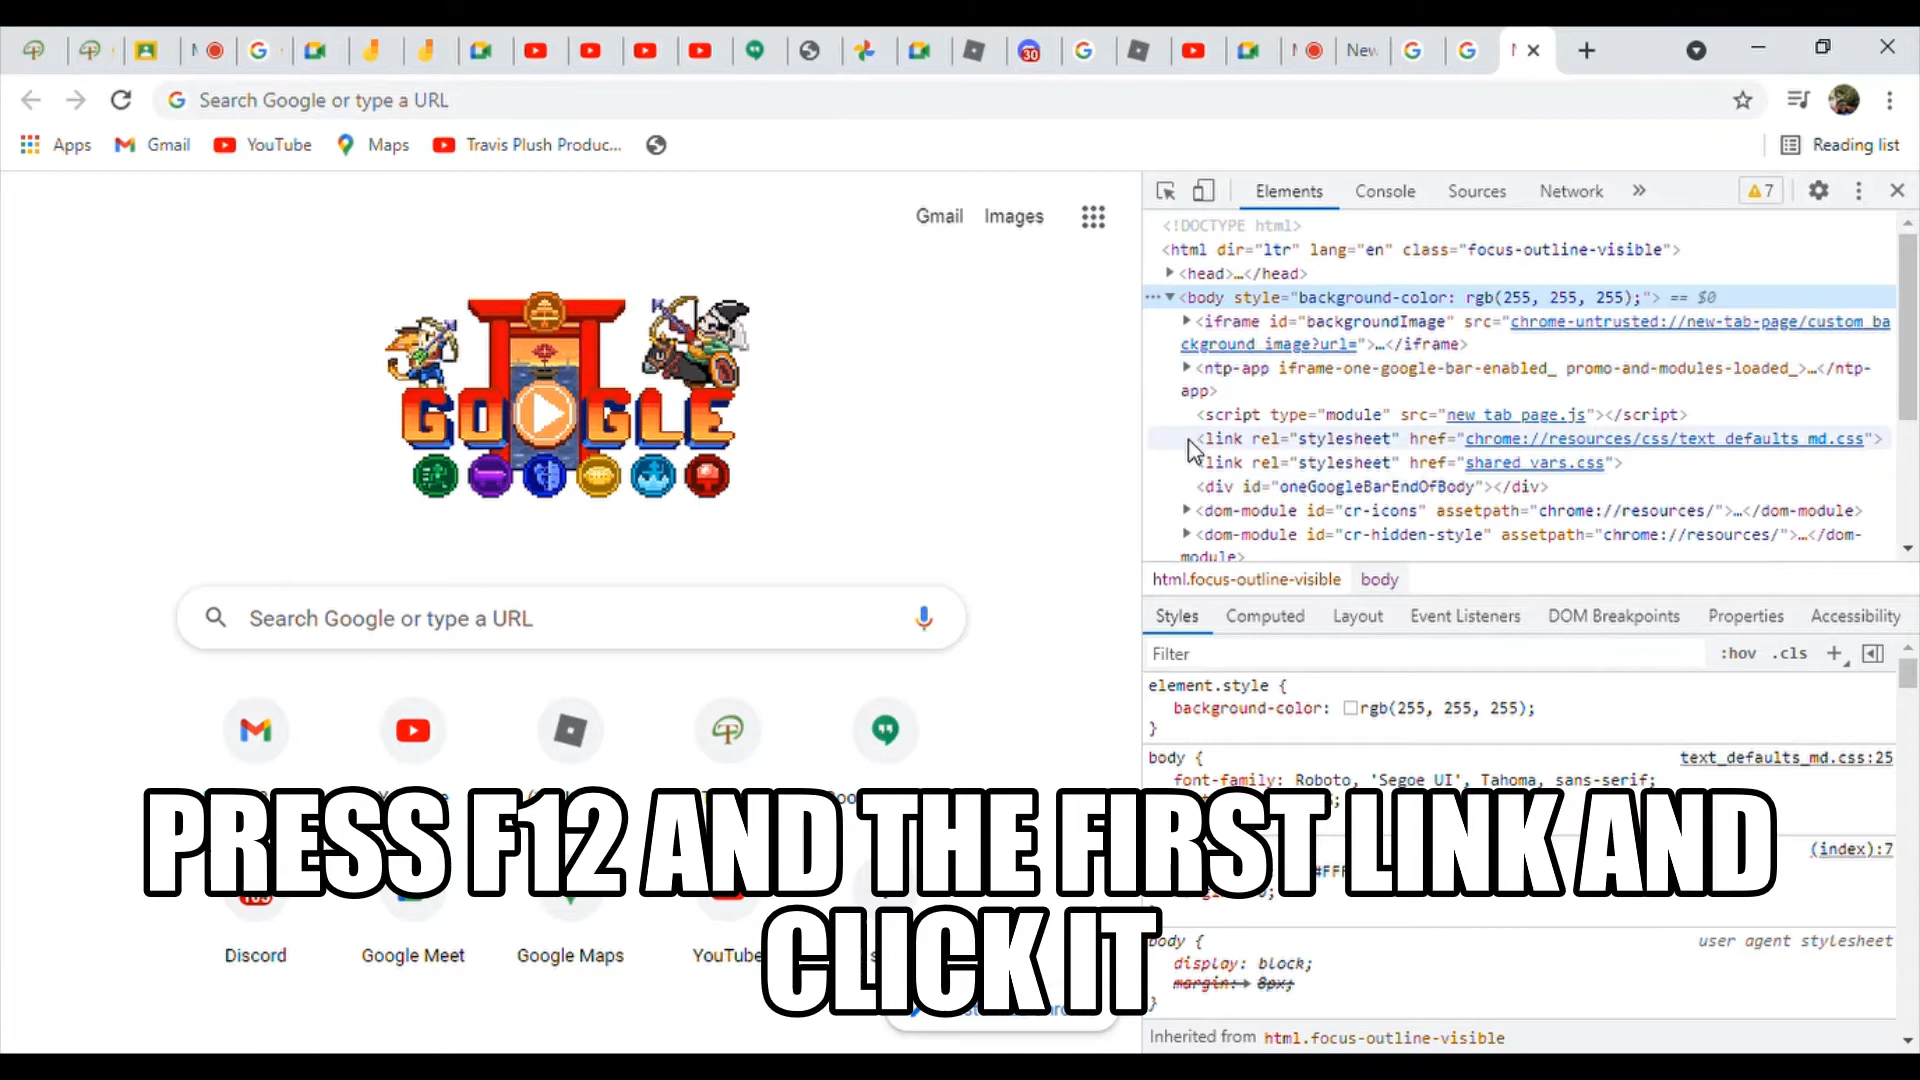 30
New
Search Google or type a URL
Apps
Gmail
YouTube
Maps
Travis Plush Produc...
Reading list
Gmail
Images
GOOGLE
Search Google or type a URL
Discord
Google Meet
Google Maps
YouTube
PRESS F12 AND THE FIRST LINK AND
CLICK IT
Elements
Console
Sources
Network
7
<!DOCTYPE html>
<html dir="ltr" lang="en" class="focus-outline-visible">
<head>…</head>
<body style="background-color: rgb(255, 255, 255);"> == $0
<iframe id="backgroundImage" src="chrome-untrusted://new-tab-page/custom_ba
ckground_image?url=">…</iframe>
<ntp-app iframe-one-google-bar-enabled_ promo-and-modules-loaded_>…</ntp-
app>
<script type="module" src="new_tab_page.js"></script>
<link rel="stylesheet" href="chrome://resources/css/text_defaults_md.css">
link rel="stylesheet" href="shared_vars.css">
<div id="oneGoogleBarEndOfBody"></div>
<dom-module id="cr-icons" assetpath="chrome://resources/">…</dom-module>
<dom-module id="cr-hidden-style" assetpath="chrome://resources/">…</dom-
module>
html.focus-outline-visible
body
Styles
Computed
Layout
Event Listeners
DOM Breakpoints
Properties
Accessibility
Filter
:hov
.cls
element.style {
background-color: rgb(255, 255, 255);
}
body {
text_defaults_md.css:25
font-family: Roboto, 'Segoe UI', Tahoma, sans-serif;
(index):7
body {
user agent stylesheet
display: block;
margin: 8px;
}
Inherited from html.focus-outline-visible